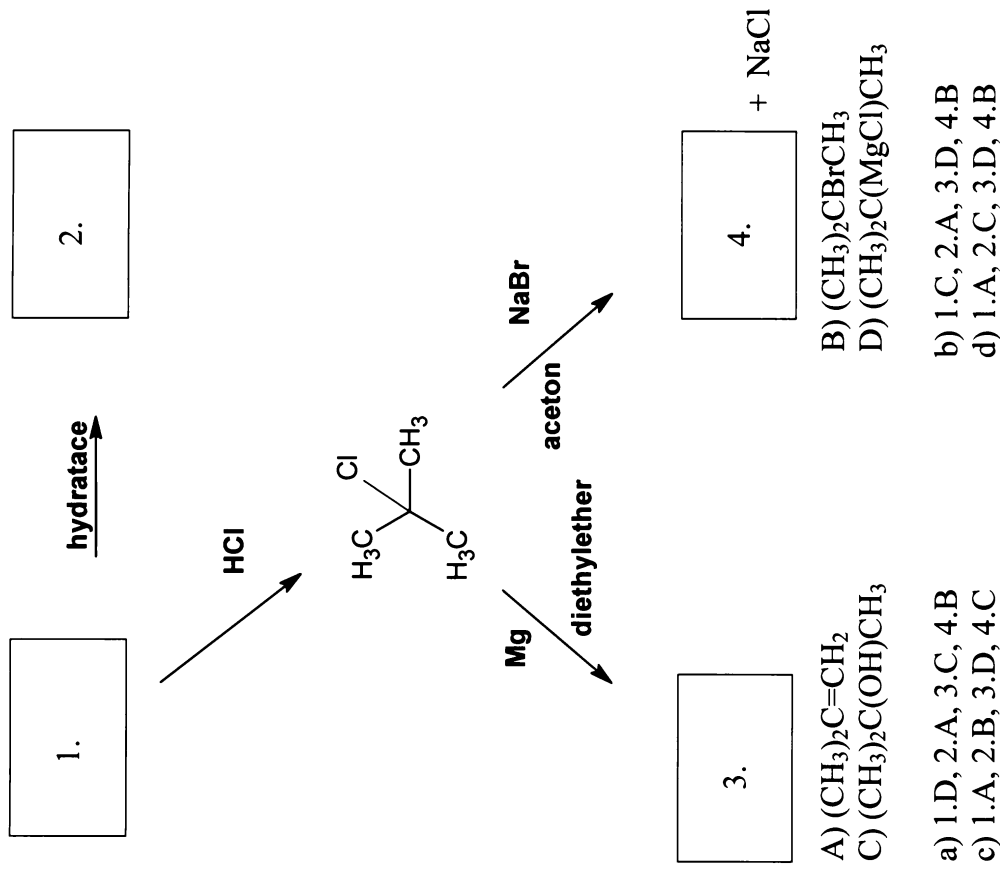 1.
hydratace
2.
HCl
H₃C
Cl
CH₃
H₃C
Mg
diethylether
aceton
NaBr
3.
4.
+ NaCl
A) (CH₃)₂C=CH₂ B) (CH₃)₂CBrCH₃
C) (CH₃)₂C(OH)CH₃ D) (CH₃)₂C(MgCl)CH₃
a) 1.D, 2.A, 3.C, 4.B b) 1.C, 2.A, 3.D, 4.B
c) 1.A, 2.B, 3.D, 4.C d) 1.A, 2.C, 3.D, 4.B